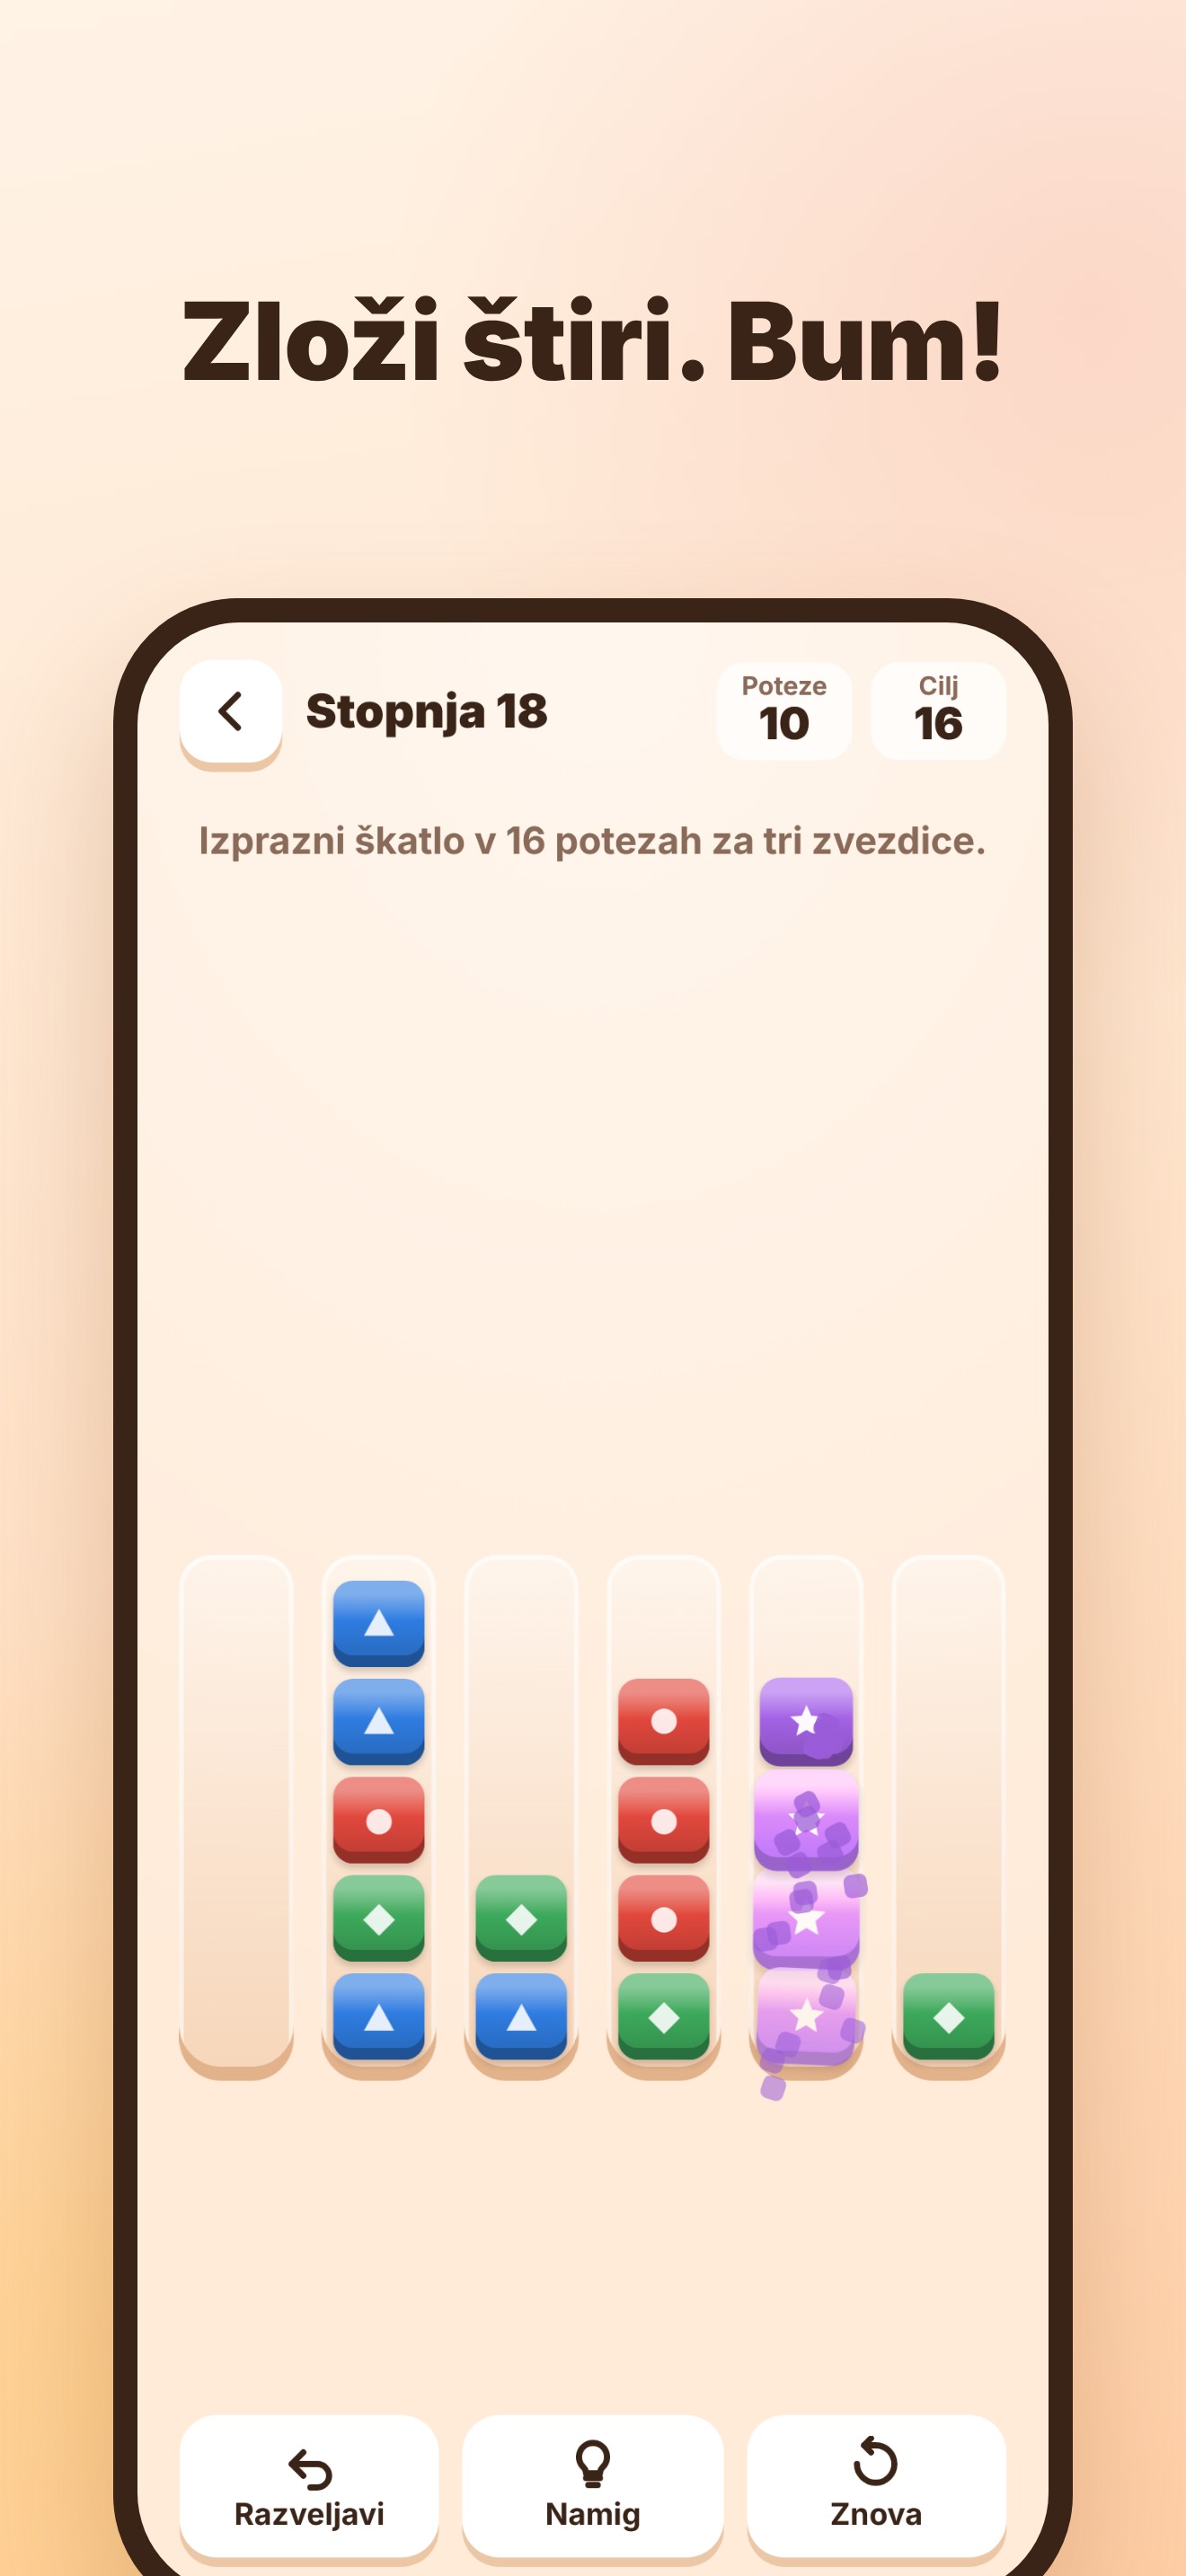 Zloži štiri. Bum!
Stopnja 18
Poteze
10
Cilj
16
Izprazni škatlo v 16 potezah za tri zvezdice.
Razveljavi
Namig
Znova